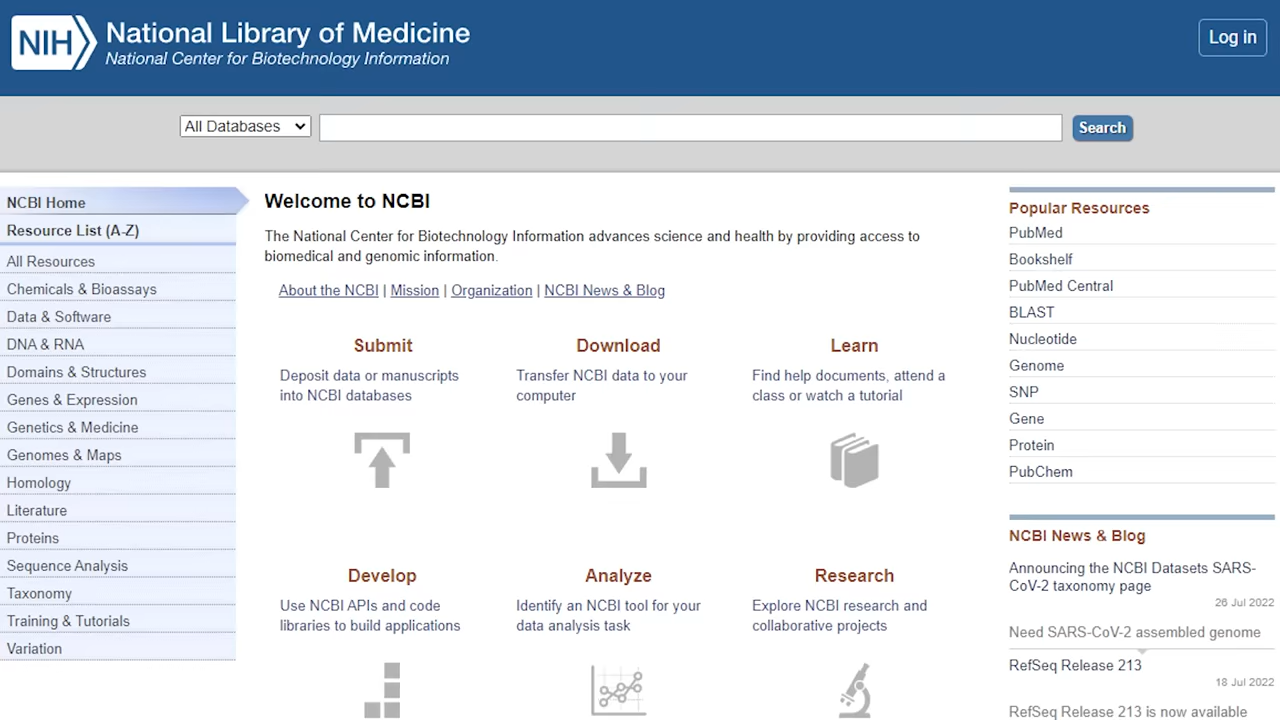 NIH
National Library of Medicine
National Center for Biotechnology Information
Log in
All Databases
Search
NCBI Home
Resource List (A-Z)
All Resources
Chemicals & Bioassays
Data & Software
DNA & RNA
Domains & Structures
Genes & Expression
Genetics & Medicine
Genomes & Maps
Homology
Literature
Proteins
Sequence Analysis
Taxonomy
Training & Tutorials
Variation
Welcome to NCBI
The National Center for Biotechnology Information advances science and health by providing access to
biomedical and genomic information.
About the NCBI | Mission | Organization | NCBI News & Blog
Submit
Deposit data or manuscripts
into NCBI databases
Download
Transfer NCBI data to your
computer
Learn
Find help documents, attend a
class or watch a tutorial
Develop
Use NCBI APIs and code
libraries to build applications
Analyze
Identify an NCBI tool for your
data analysis task
Research
Explore NCBI research and
collaborative projects
Popular Resources
PubMed
Bookshelf
PubMed Central
BLAST
Nucleotide
Genome
SNP
Gene
Protein
PubChem
NCBI News & Blog
Announcing the NCBI Datasets SARS-
CoV-2 taxonomy page
26 Jul 2022
Need SARS-CoV-2 assembled genome
RefSeq Release 213
18 Jul 2022
RefSeq Release 213 is now available